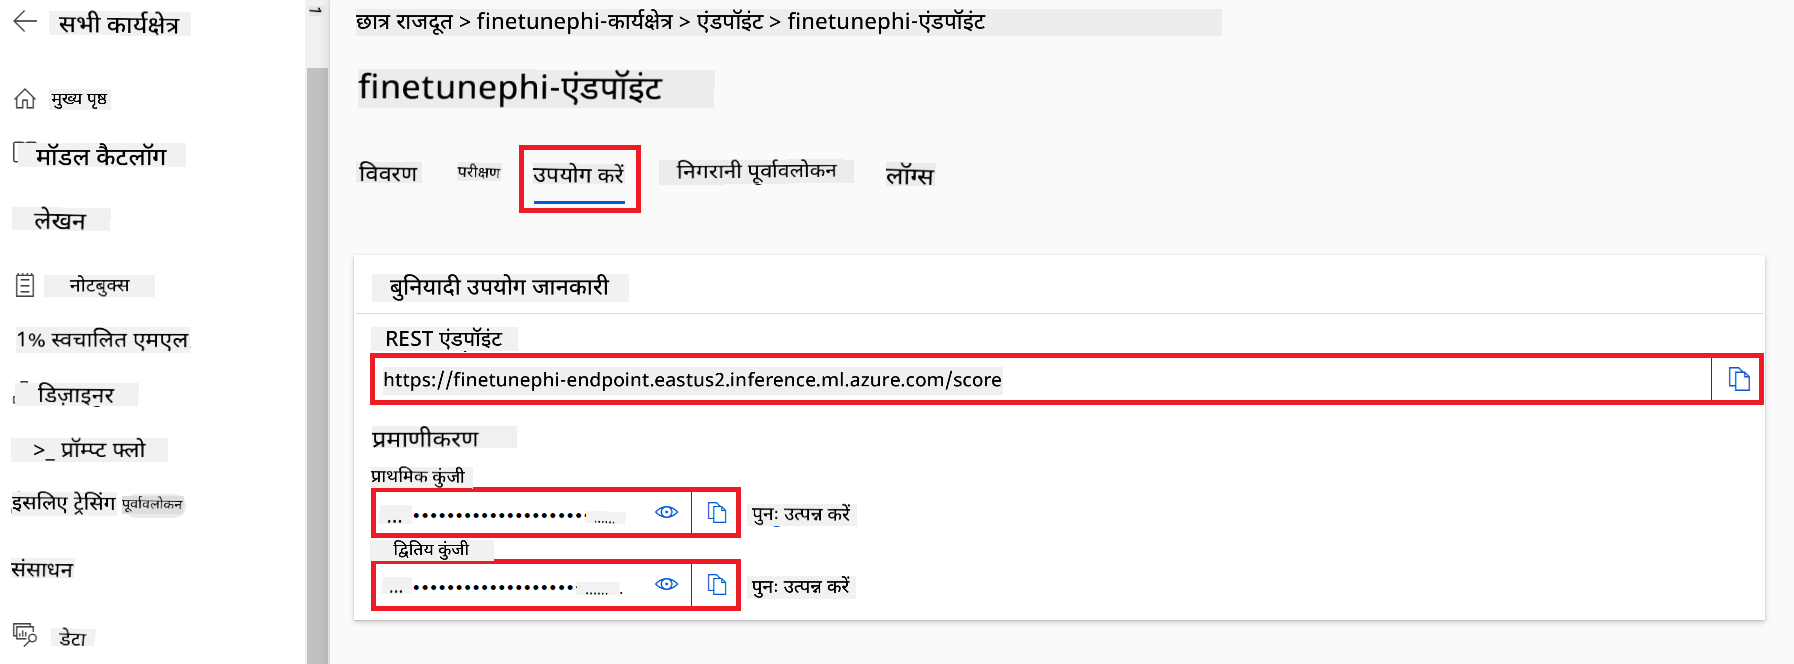 सभी कार्यक्षेत्र
मुख्य पृष्ठ
मॉडल कैटलॉग
लेखन
नोटबुक्स
1% स्वचालित एमएल
डिज़ाइनर
>_ प्रॉम्प्ट फ्लो
इसलिए ट्रेसिंग पूर्वावलोकन
संसाधन
डेटा
छात्र राजदूत > finetunephi-कार्यक्षेत्र > एंडपॉइंट > finetunephi-एंडपॉइंट
finetunephi-एंडपॉइंट
विवरण परीक्षण उपयोग करें निगरानी पूर्वावलोकन लॉग्स
बुनियादी उपयोग जानकारी
REST एंडपॉइंट
https://finetunephi-endpoint.eastus2.inference.ml.azure.com/score
प्रमाणीकरण
प्राथमिक कुंजी
पुनः उत्पन्न करें
द्वितिय कुंजी
पुनः उत्पन्न करें